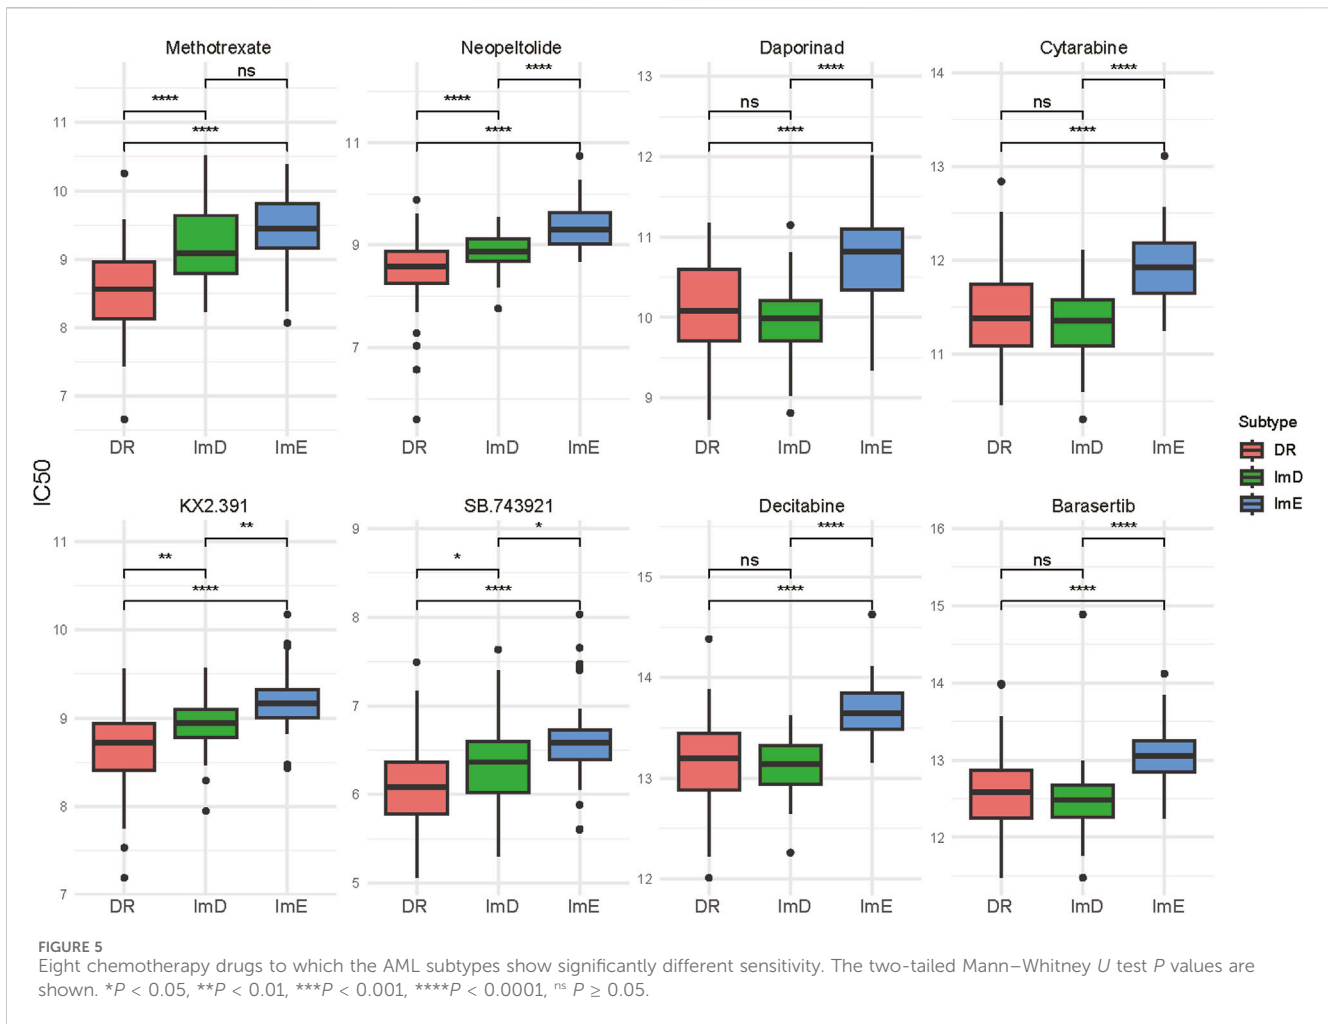 Methotrexate
Neopeltolide
Daporinad
Cytarabine
ns
****
****
11
10
9
8
7
DR ImD ImE
****
****
****
11
9
7
DR ImD ImE
****
ns
****
13
12
11
10
9
DR ImD ImE
****
ns
****
14
13
12
11
DR ImD ImE
IC50
Subtype
DR
ImD
ImE
KX2.391
SB.743921
Decitabine
Barasertib
**
**
****
11
10
9
8
7
DR ImD ImE
*
*
****
9
8
7
6
5
DR ImD ImE
****
ns
****
15
14
13
12
DR ImD ImE
****
ns
****
16
15
14
13
12
DR ImD ImE
FIGURE 5
Eight chemotherapy drugs to which the AML subtypes show significantly different sensitivity. The two-tailed Mann–Whitney U test P values are
shown. *P < 0.05, **P < 0.01, ***P < 0.001, ****P < 0.0001, ns P ≥ 0.05.